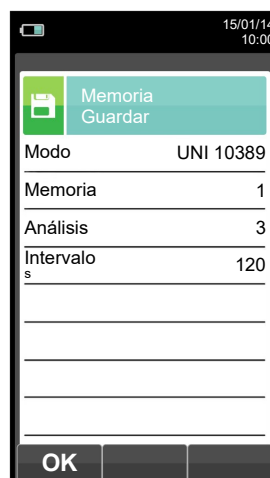 15/01/14
10:00
Memoria
Guardar
Modo UNI 10389
Memoria 1
Análisis 3
Intervalo 120
s
OK